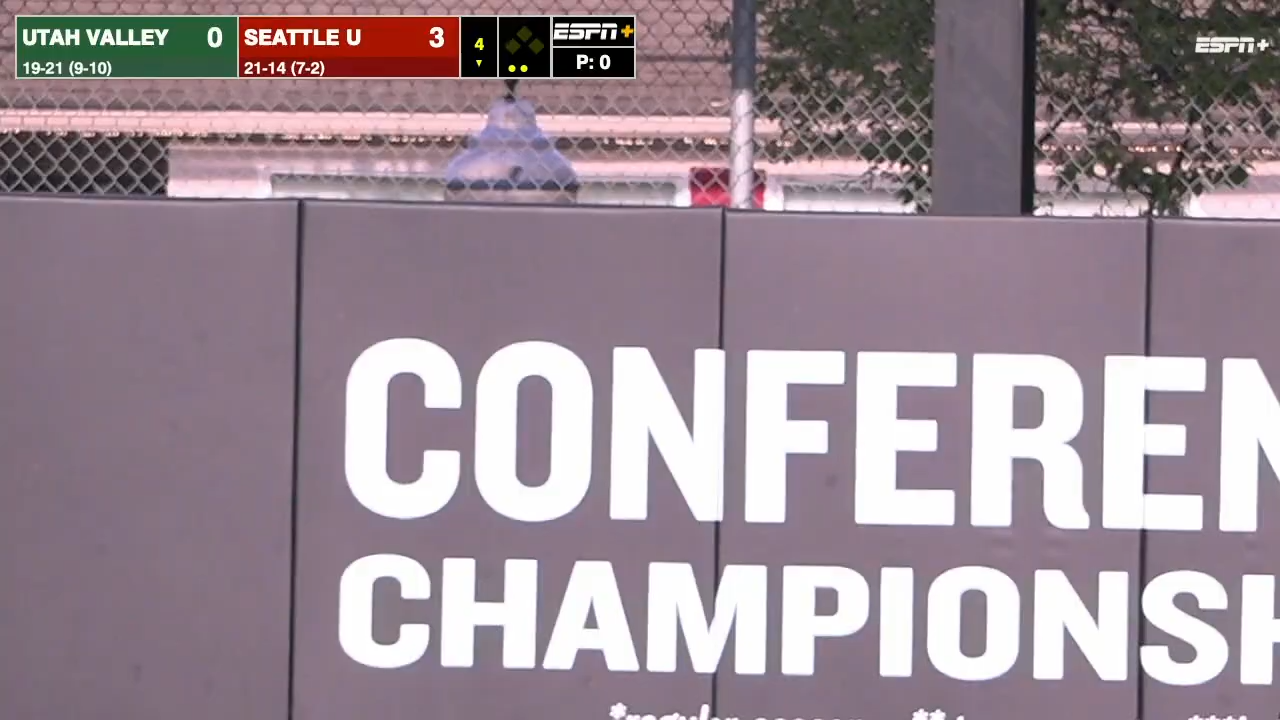 UTAH VALLEY 0 SEATTLE U 3 4 ESPN+
19-21 (9-10) 21-14 (7-2) P: 0
ESPN+
CONFEREN
CHAMPIONSH